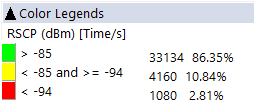 Color Legends
RSCP (dBm) [Time/s]
> -85 33134 86.35%
< -85 and >= -94 4160 10.84%
< -94 1080 2.81%